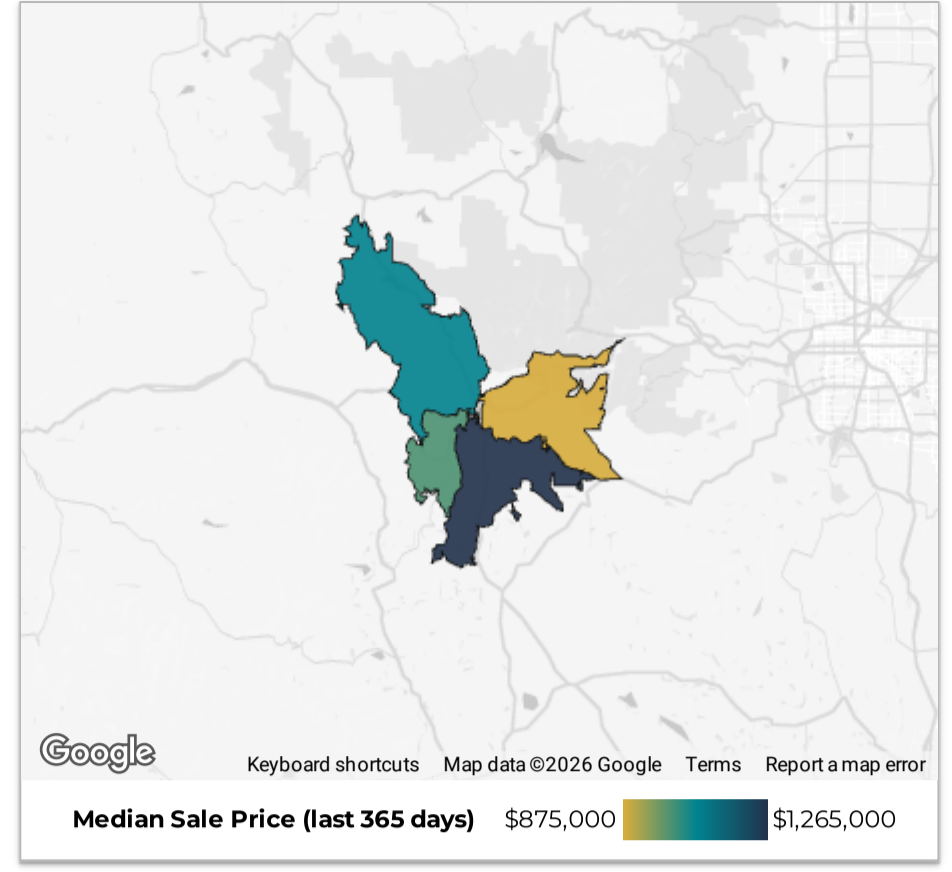 Google
Keyboard shortcuts Map data ©2026 Google Terms Report a map error
Median Sale Price (last 365 days) $875,000 $1,265,000